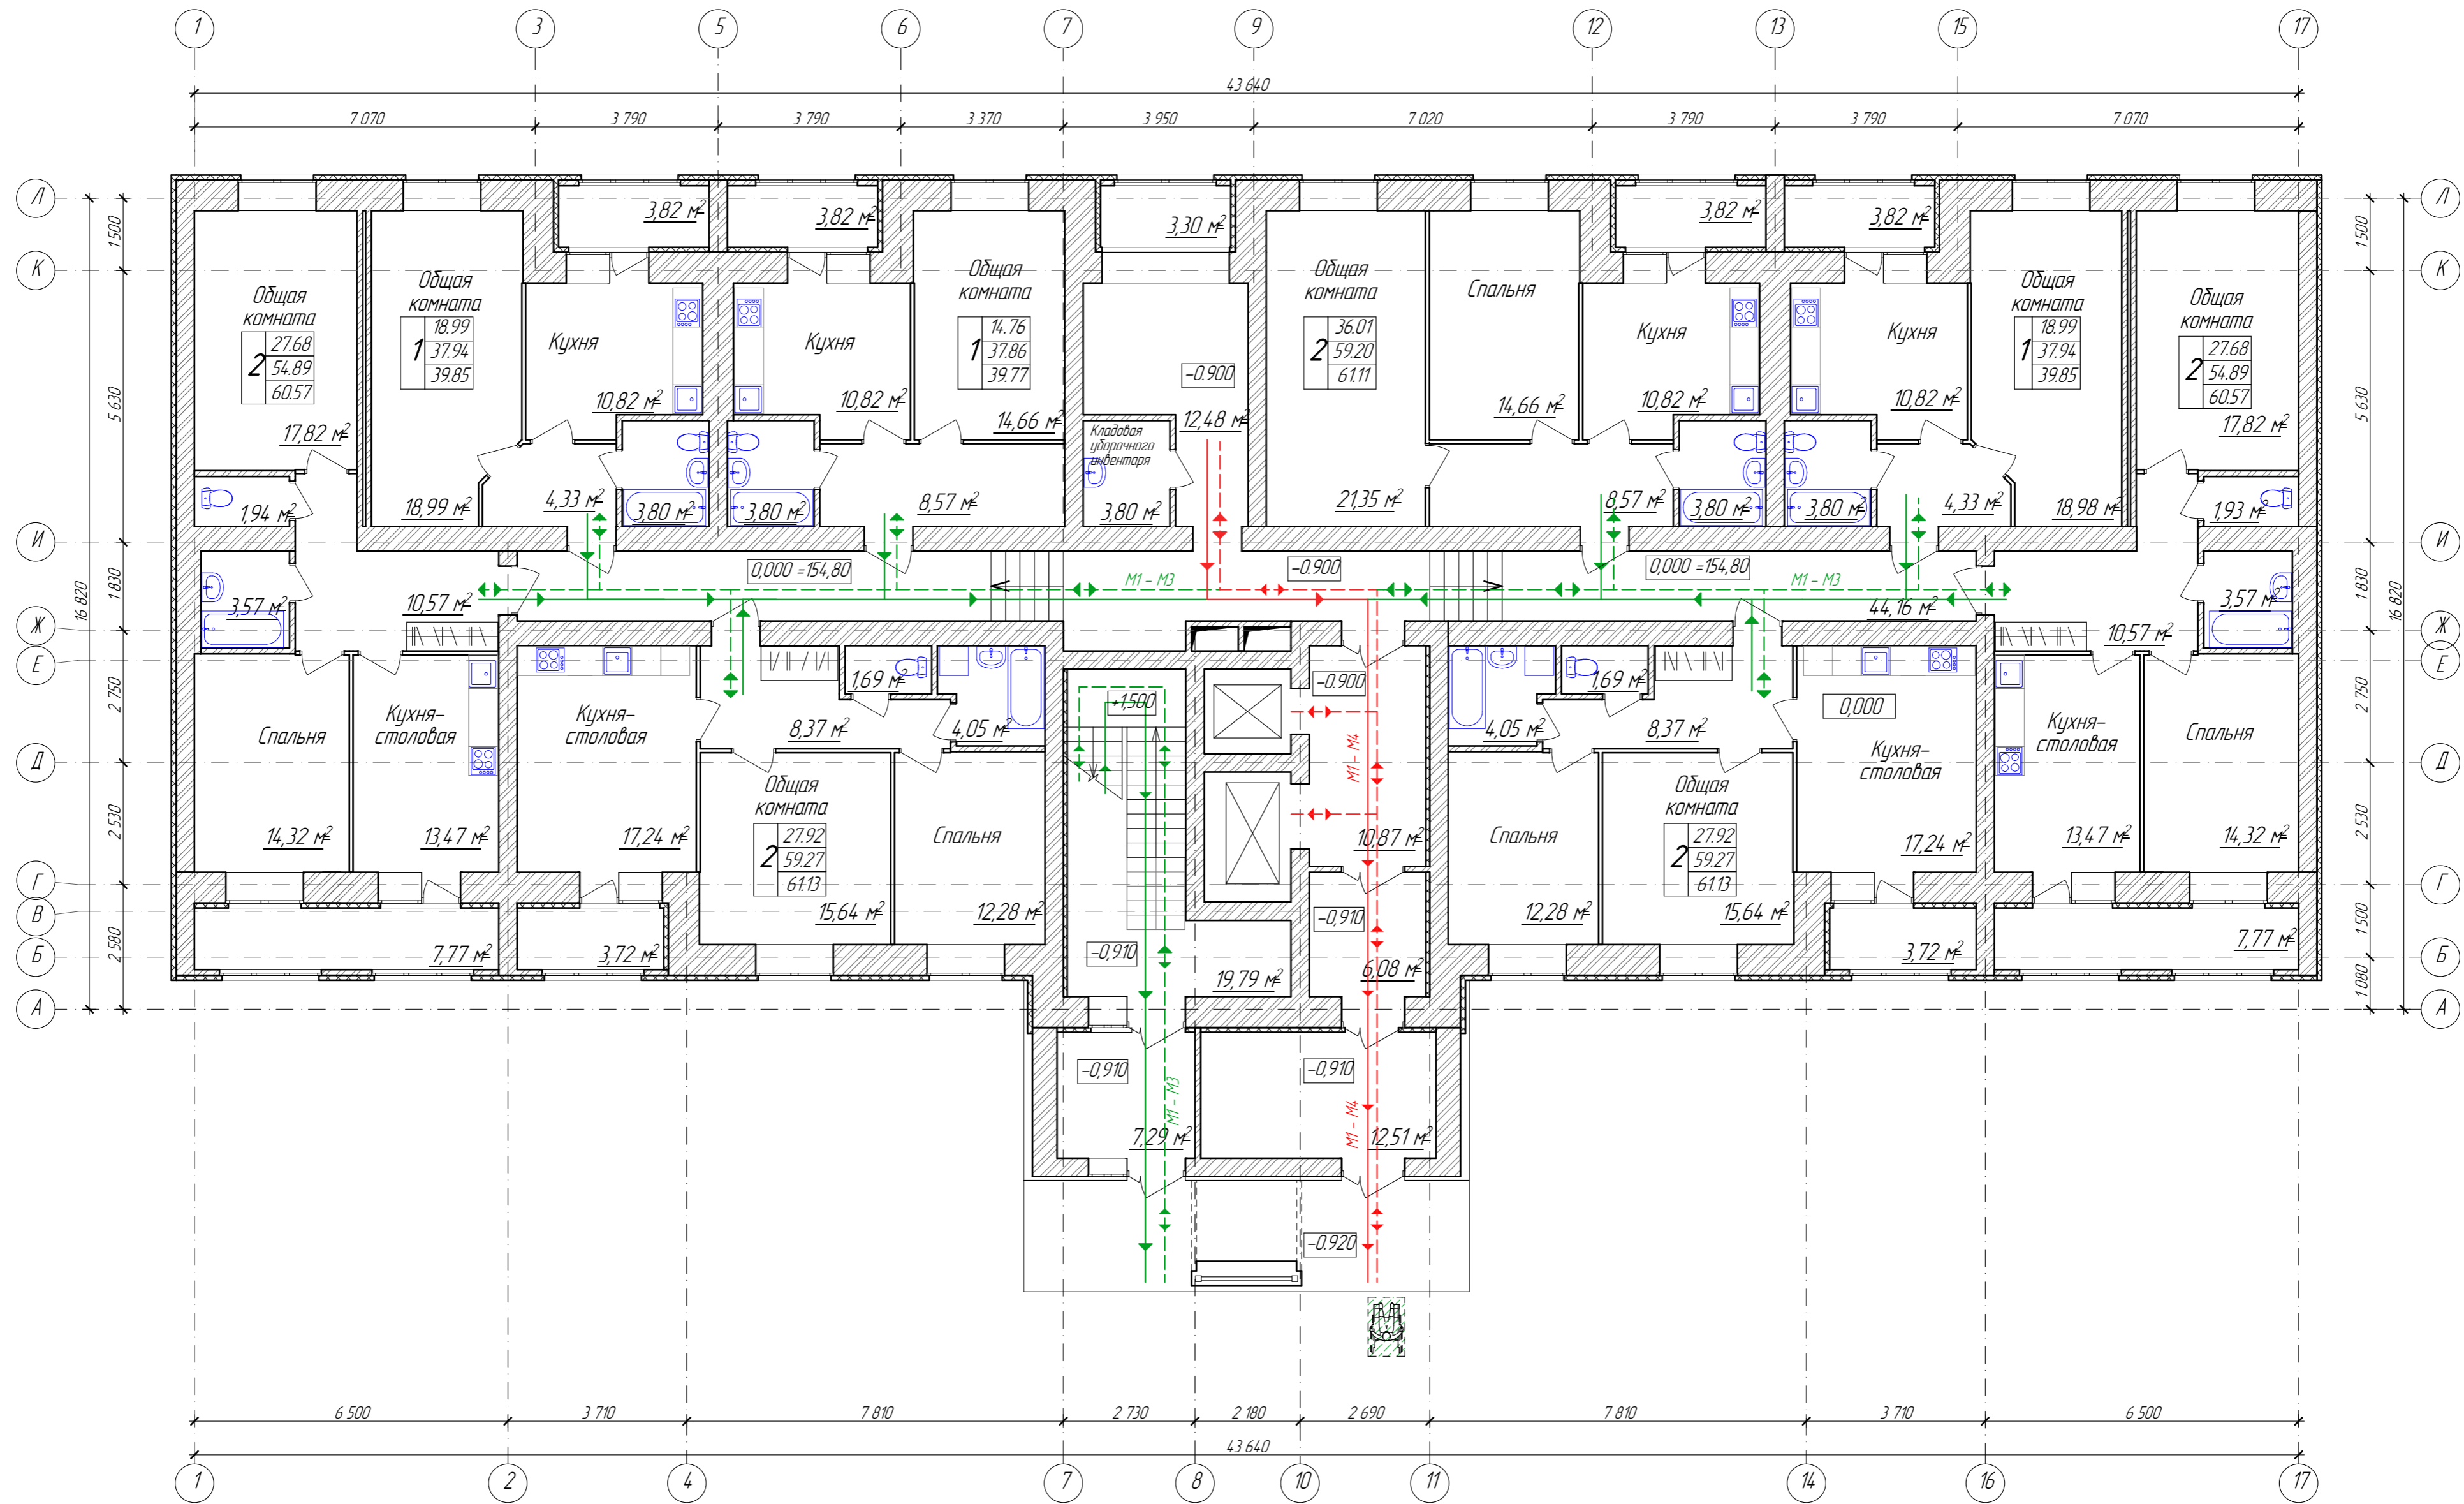 1 3 5 6 7 9 12 13 15 17
43 640
7 070 3 790 3 790 3 370 3 950 7 020 3 790 3 790 7 070
Л Л
К К
И И
Ж Ж
Е Е
Д Д
Г Г
В
Б Б
А А
16 820
1 500
5 630
1 830
2 750
2 530
2 580
3,82 м²
3,82 м²
3,30 м²
3,82 м²
3,82 м²
Общая
комната
2
27.68
54.89
60.57
17,82 м²
Общая
комната
1
18.99
37.94
39.85
18,99 м²
Кухня
10,82 м²
Кухня
10,82 м²
Общая
комната
1
14.76
37.86
39.77
14,66 м²
-0.900
12,48 м²
Кладовая
уборочного
инвентаря
3,80 м²
Общая
комната
2
36.01
59.20
61.11
21,35 м²
Спальня
14,66 м²
Кухня
10,82 м²
Кухня
10,82 м²
Общая
комната
1
18.99
37.94
39.85
18,98 м²
Общая
комната
2
27.68
54.89
60.57
17,82 м²
1,94 м²
4,33 м²
3,80 м²
3,80 м²
8,57 м²
8,57 м²
3,80 м²
3,80 м²
4,33 м²
1,93 м²
0,000 =154,80
М1 - М3
-0.900
0,000 =154,80
М1 - М3
3,57 м²
10,57 м²
44,16 м²
10,57 м²
3,57 м²
1,69 м²
8,37 м²
4,05 м²
+1,500
-0.900
М1 - М4
4,05 м²
1,69 м²
8,37 м²
0,000
Спальня
14,32 м²
Кухня-
столовая
13,47 м²
Кухня-
столовая
17,24 м²
Общая
комната
2
27.92
59.27
61.13
15,64 м²
Спальня
12,28 м²
10,87 м²
Спальня
12,28 м²
Общая
комната
2
27.92
59.27
61.13
15,64 м²
Кухня-
столовая
17,24 м²
Кухня-
столовая
13,47 м²
Спальня
14,32 м²
7,77 м²
3,72 м²
-0,910
19,79 м²
-0,910
6,08 м²
3,72 м²
7,77 м²
-0,910
М1 - М3
7,29 м²
-0,910
М1 - М4
12,51 м²
-0.920
1 500
5 630
1 830
2 750
2 530
1 500
1 080
16 820
6 500 3 710 7 810 2 730 2 180 2 690 7 810 3 710 6 500
43 640
1 2 4 7 8 10 11 14 16 17